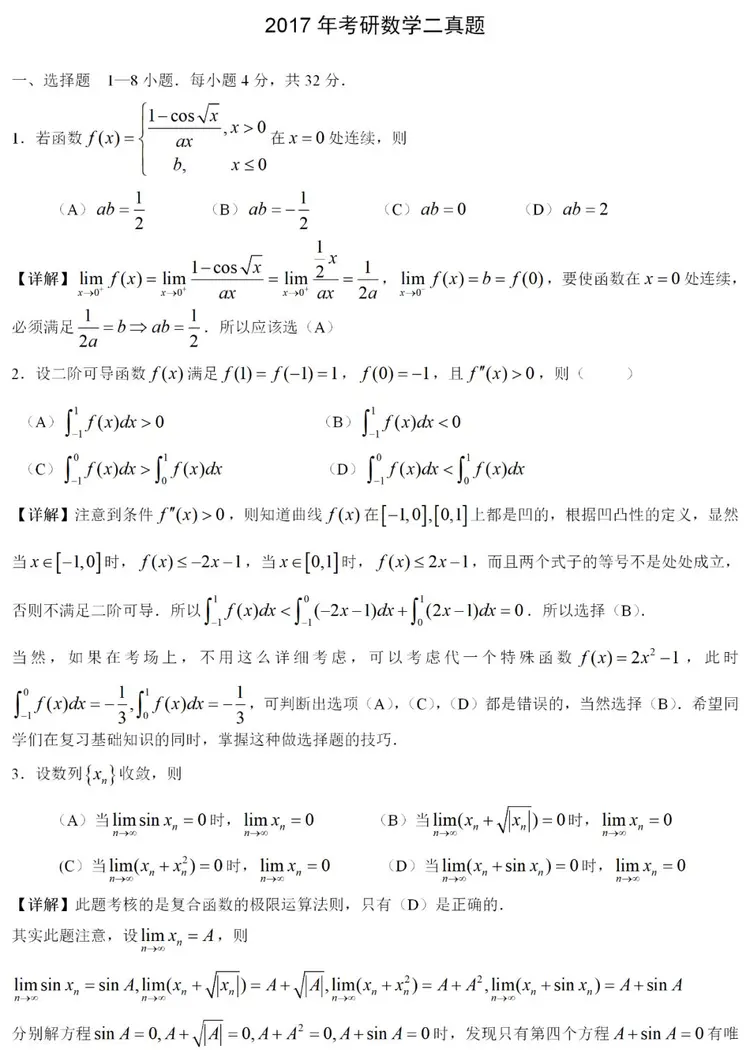 2017 年考研数学二真题
一、选择题 1—8 小题．每小题 4 分，共 32 分．
1．若函数 $f(x)=\begin{cases}\dfrac{1-\cos\sqrt{x}}{ax}, x>0\\ b, \quad x\le 0\end{cases}$ 在 $x=0$ 处连续，则
（A）$ab=\dfrac{1}{2}$ （B）$ab=-\dfrac{1}{2}$ （C）$ab=0$ （D）$ab=2$
【详解】$\lim\limits_{x\to 0^+} f(x)=\lim\limits_{x\to 0^+}\dfrac{1-\cos\sqrt{x}}{ax}=\lim\limits_{x\to 0^+}\dfrac{\frac{1}{2}x}{ax}=\dfrac{1}{2a}$，$\lim\limits_{x\to 0^-} f(x)=b=f(0)$，要使函数在 $x=0$ 处连续，
必须满足 $\dfrac{1}{2a}=b\Rightarrow ab=\dfrac{1}{2}$．所以应该选（A）
2．设二阶可导函数 $f(x)$ 满足 $f(1)=f(-1)=1$，$f(0)=-1$，且 $f''(x)>0$，则（ ）
（A）$\int_{-1}^{1} f(x)dx>0$ （B）$\int_{-1}^{1} f(x)dx<0$
（C）$\int_{-1}^{0} f(x)dx>\int_{0}^{1} f(x)dx$ （D）$\int_{-1}^{0} f(x)dx<\int_{0}^{1} f(x)dx$
【详解】注意到条件 $f''(x)>0$，则知道曲线 $f(x)$ 在 $[-1,0],[0,1]$ 上都是凹的，根据凹凸性的定义，显然
当 $x\in[-1,0]$ 时，$f(x)\le -2x-1$，当 $x\in[0,1]$ 时，$f(x)\le 2x-1$，而且两个式子的等号不是处处成立，
否则不满足二阶可导．所以 $\int_{-1}^{1} f(x)dx<\int_{-1}^{0}(-2x-1)dx+\int_{0}^{1}(2x-1)dx=0$．所以选择（B）．
当然，如果在考场上，不用这么详细考虑，可以考虑代一个特殊函数 $f(x)=2x^2-1$，此时
$\int_{-1}^{0} f(x)dx=-\dfrac{1}{3},\int_{0}^{1} f(x)dx=-\dfrac{1}{3}$，可判断出选项（A），（C），（D）都是错误的，当然选择（B）．希望同
学们在复习基础知识的同时，掌握这种做选择题的技巧．
3．设数列 $\{x_n\}$ 收敛，则
（A）当 $\lim\limits_{n\to\infty}\sin x_n=0$ 时，$\lim\limits_{n\to\infty} x_n=0$ （B）当 $\lim\limits_{n\to\infty}(x_n+\sqrt{|x_n|})=0$ 时，$\lim\limits_{n\to\infty} x_n=0$
(C）当 $\lim\limits_{n\to\infty}(x_n+x_n^2)=0$ 时，$\lim\limits_{n\to\infty} x_n=0$ （D）当 $\lim\limits_{n\to\infty}(x_n+\sin x_n)=0$ 时，$\lim\limits_{n\to\infty} x_n=0$
【详解】此题考核的是复合函数的极限运算法则，只有（D）是正确的．
其实此题注意，设 $\lim\limits_{n\to\infty} x_n=A$，则
$\lim\limits_{n\to\infty}\sin x_n=\sin A,\lim\limits_{n\to\infty}(x_n+\sqrt{|x_n|})=A+\sqrt{|A|},\lim\limits_{n\to\infty}(x_n+x_n^2)=A+A^2,\lim\limits_{n\to\infty}(x_n+\sin x_n)=A+\sin A$
分别解方程 $\sin A=0,A+\sqrt{|A|}=0,A+A^2=0,A+\sin A=0$ 时，发现只有第四个方程 $A+\sin A=0$ 有唯